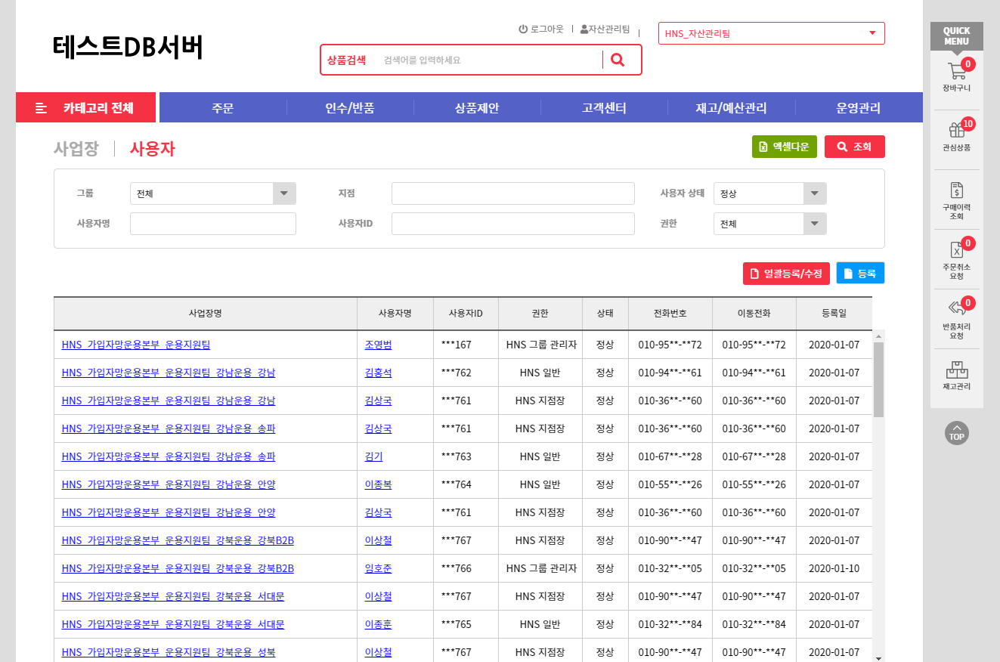 테스트DB서버
로그아웃 | 자산관리팀 |
HNS_자산관리팀
상품검색 검색어를 입력하세요
카테고리 전체 주문 인수/반품 상품제안 고객센터 재고/예산관리 운영관리
사업장 | 사용자 엑셀다운 조회
그룹 전체 지점 사용자 상태 정상
사용자명 사용자ID 권한 전체
일괄등록/수정 등록
사업장명 사용자명 사용자ID 권한 상태 전화번호 이동전화 등록일
HNS_가입자망운용본부_운용지원팀 조영범 ***167 HNS 그룹 관리자 정상 010-95**-**72 010-95**-**72 2020-01-07
HNS_가입자망운용본부_운용지원팀_강남운용_강남 김홍석 ***762 HNS 일반 정상 010-94**-**61 010-94**-**61 2020-01-07
HNS_가입자망운용본부_운용지원팀_강남운용_강남 김상국 ***761 HNS 지점장 정상 010-36**-**60 010-36**-**60 2020-01-07
HNS_가입자망운용본부_운용지원팀_강남운용_송파 김상국 ***761 HNS 지점장 정상 010-36**-**60 010-36**-**60 2020-01-07
HNS_가입자망운용본부_운용지원팀_강남운용_송파 김기 ***763 HNS 일반 정상 010-67**-**28 010-67**-**28 2020-01-07
HNS_가입자망운용본부_운용지원팀_강남운용_안양 이종복 ***764 HNS 일반 정상 010-55**-**26 010-55**-**26 2020-01-07
HNS_가입자망운용본부_운용지원팀_강남운용_안양 김상국 ***761 HNS 지점장 정상 010-36**-**60 010-36**-**60 2020-01-07
HNS_가입자망운용본부_운용지원팀_강북운용_강북B2B 이상철 ***767 HNS 지점장 정상 010-90**-**47 010-90**-**47 2020-01-07
HNS_가입자망운용본부_운용지원팀_강북운용_강북B2B 임호준 ***766 HNS 그룹 관리자 정상 010-32**-**05 010-32**-**05 2020-01-10
HNS_가입자망운용본부_운용지원팀_강북운용_서대문 이상철 ***767 HNS 지점장 정상 010-90**-**47 010-90**-**47 2020-01-07
HNS_가입자망운용본부_운용지원팀_강북운용_서대문 이종훈 ***765 HNS 일반 정상 010-32**-**84 010-32**-**84 2020-01-07
HNS_가입자망운용본부_운용지원팀_강북운용_성북 이상철 ***767 HNS 지점장 정상 010-90**-**47 010-90**-**47 2020-01-07
QUICK
MENU
0
장바구니
10
관심상품
구매이력
조회
0
주문취소
요청
0
반품처리
요청
재고관리
TOP